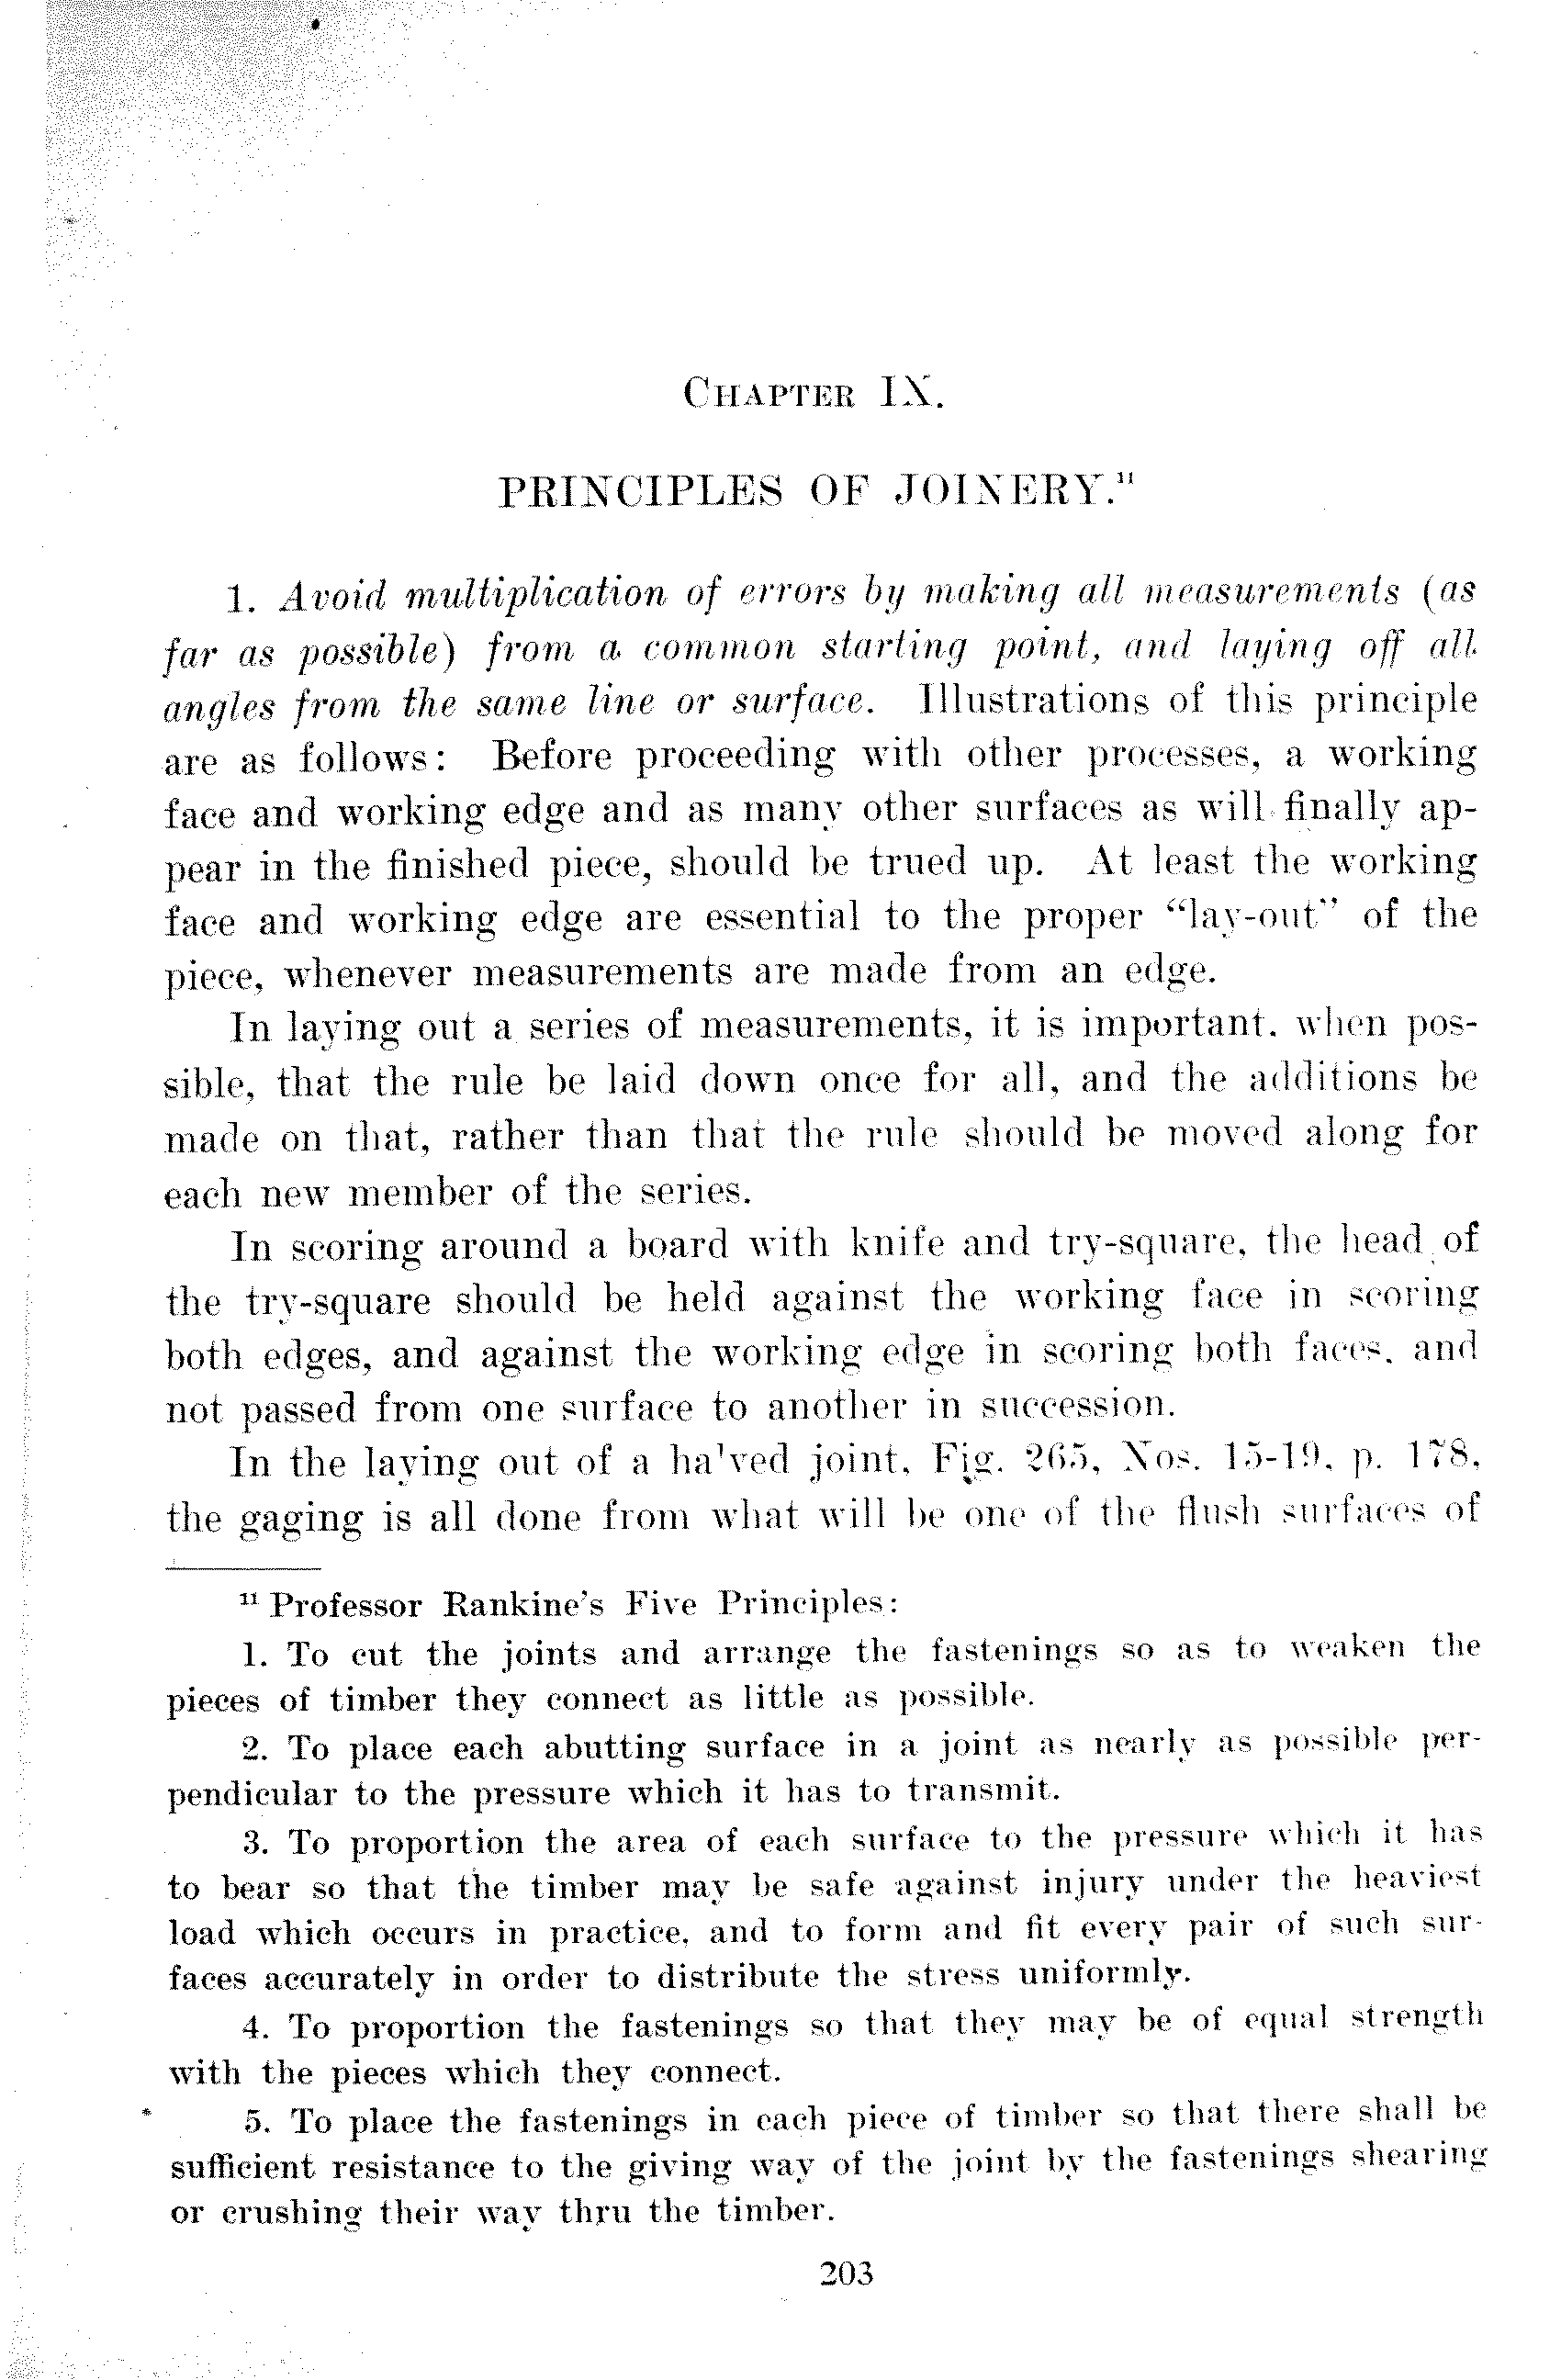 CHAPTER IX.
PRINCIPLES OF JOINERY.¹¹
1. Avoid multiplication of errors by making all measurements (as
far as possible) from a common starting point, and laying off all
angles from the same line or surface. Illustrations of this principle
are as follows: Before proceeding with other processes, a working
face and working edge and as many other surfaces as will finally ap-
pear in the finished piece, should be trued up. At least the working
face and working edge are essential to the proper "lay-out" of the
piece, whenever measurements are made from an edge.
In laying out a series of measurements, it is important, when pos-
sible, that the rule be laid down once for all, and the additions be
made on that, rather than that the rule should be moved along for
each new member of the series.
In scoring around a board with knife and try-square, the head of
the try-square should be held against the working face in scoring
both edges, and against the working edge in scoring both faces, and
not passed from one surface to another in succession.
In the laying out of a ha'ved joint, Fig. 265, Nos. 15-19, p. 178,
the gaging is all done from what will be one of the flush surfaces of
¹¹ Professor Rankine's Five Principles:
1. To cut the joints and arrange the fastenings so as to weaken the
pieces of timber they connect as little as possible.
2. To place each abutting surface in a joint as nearly as possible per-
pendicular to the pressure which it has to transmit.
3. To proportion the area of each surface to the pressure which it has
to bear so that the timber may be safe against injury under the heaviest
load which occurs in practice, and to form and fit every pair of such sur-
faces accurately in order to distribute the stress uniformly.
4. To proportion the fastenings so that they may be of equal strength
with the pieces which they connect.
5. To place the fastenings in each piece of timber so that there shall be
sufficient resistance to the giving way of the joint by the fastenings shearing
or crushing their way thru the timber.
203